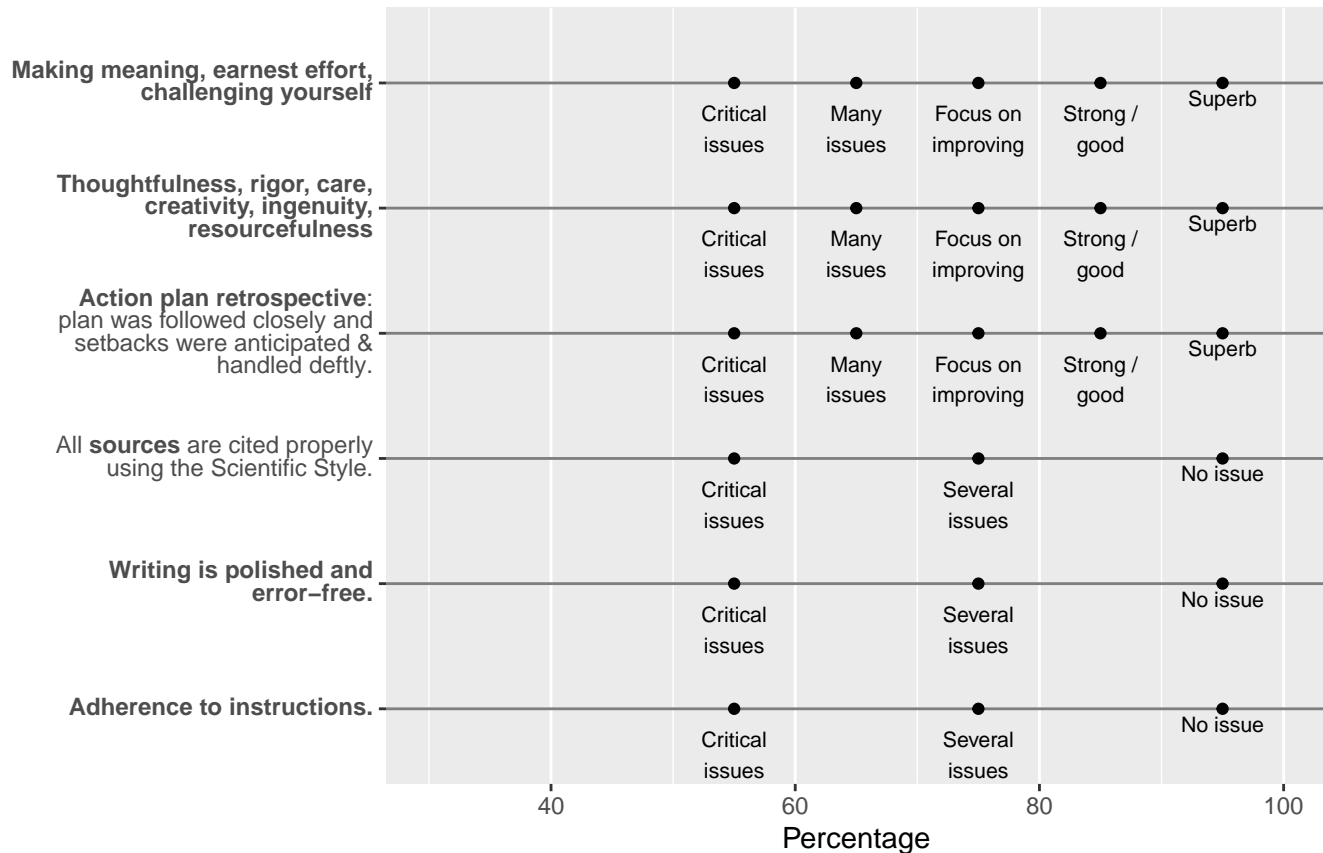 Making meaning, earnest effort,
challenging yourself
Critical
issues
Many
issues
Focus on
improving
Strong /
good
Superb
Thoughtfulness, rigor, care,
creativity, ingenuity,
resourcefulness
Critical
issues
Many
issues
Focus on
improving
Strong /
good
Superb
Action plan retrospective:
plan was followed closely and
setbacks were anticipated &
handled deftly.
Critical
issues
Many
issues
Focus on
improving
Strong /
good
Superb
All sources are cited properly
using the Scientific Style.
Critical
issues
Several
issues
No issue
Writing is polished and
error−free.
Critical
issues
Several
issues
No issue
Adherence to instructions.
Critical
issues
Several
issues
No issue
40
60
80
100
Percentage